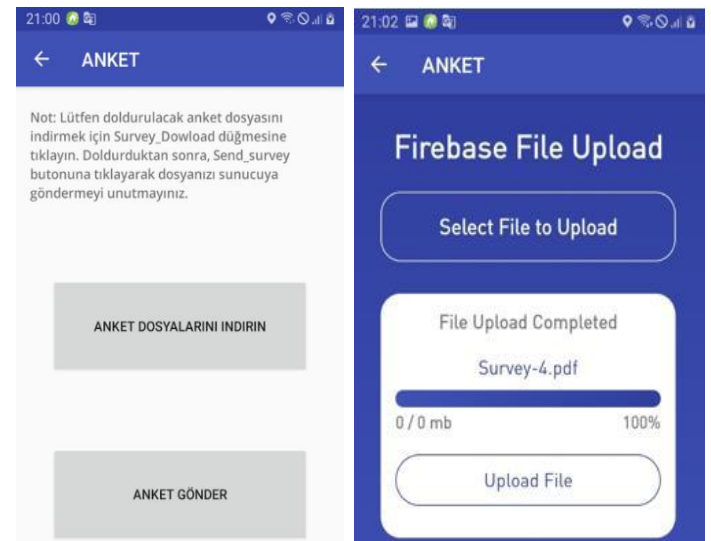 21:00
ANKET
Not: Lütfen doldurulacak anket dosyasını
indirmek için Survey_Dowload düğmesine
tıklayın. Doldurduktan sonra, Send_survey
butonuna tıklayarak dosyanızı sunucuya
göndermeyi unutmayınız.
ANKET DOSYALARINI INDIRIN
ANKET GÖNDER
21:02
ANKET
Firebase File Upload
Select File to Upload
File Upload Completed
Survey-4.pdf
0 / 0 mb 100%
Upload File